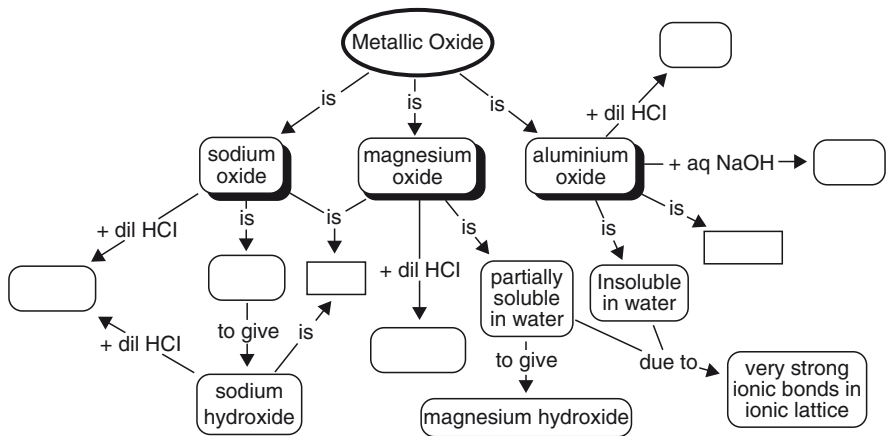 Metallic Oxide
is
is
is
+ dil HCl
sodium
oxide
magnesium
oxide
aluminium
oxide
+ aq NaOH
+ dil HCl
is
is
is
is
is
+ dil HCl
partially
soluble
in water
Insoluble
in water
to give
is
+ dil HCl
to give
due to
sodium
hydroxide
magnesium hydroxide
very strong
ionic bonds in
ionic lattice